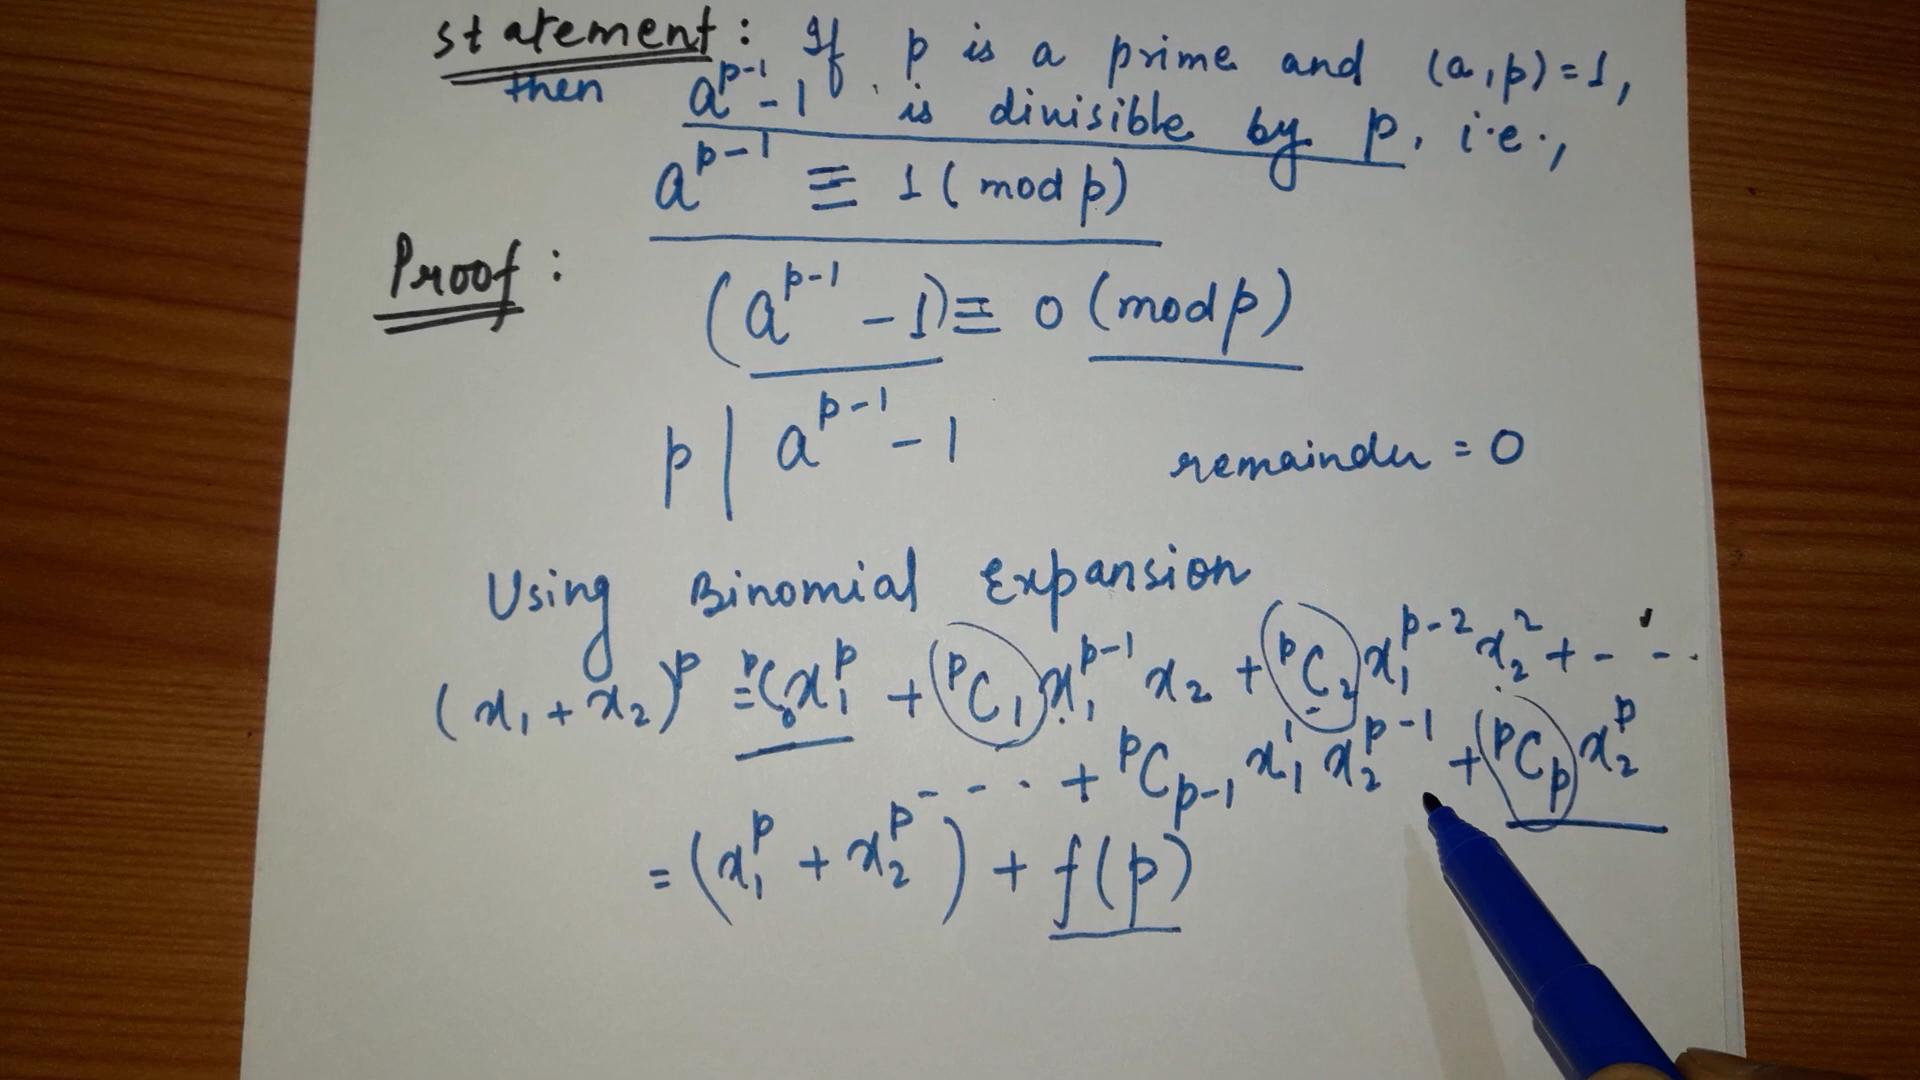 statement: If p is a prime and (a,p)=1,
then a^{p-1} - 1 is divisible by p. i.e.,
a^{p-1} ≡ 1 (mod p)
Proof:
(a^{p-1} - 1) ≡ 0 (mod p)
p | a^{p-1} - 1 remainder = 0
Using Binomial Expansion
(x₁ + x₂)^p = ^pC₀ x₁^p + ^pC₁ x₁^{p-1} x₂ + ^pC₂ x₁^{p-2} x₂² + - - ..
- - .. + ^pC_{p-1} x₁^1 x₂^{p-1} + ^pC_p x₂^p
= (x₁^p + x₂^p) + f(p)